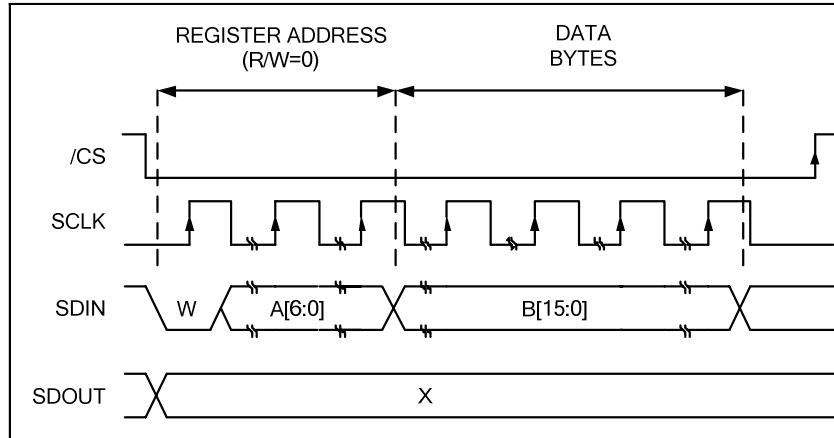 REGISTER ADDRESS
(R/W=0)
DATA
BYTES
/CS
SCLK
SDIN
W
A[6:0]
B[15:0]
SDOUT
X